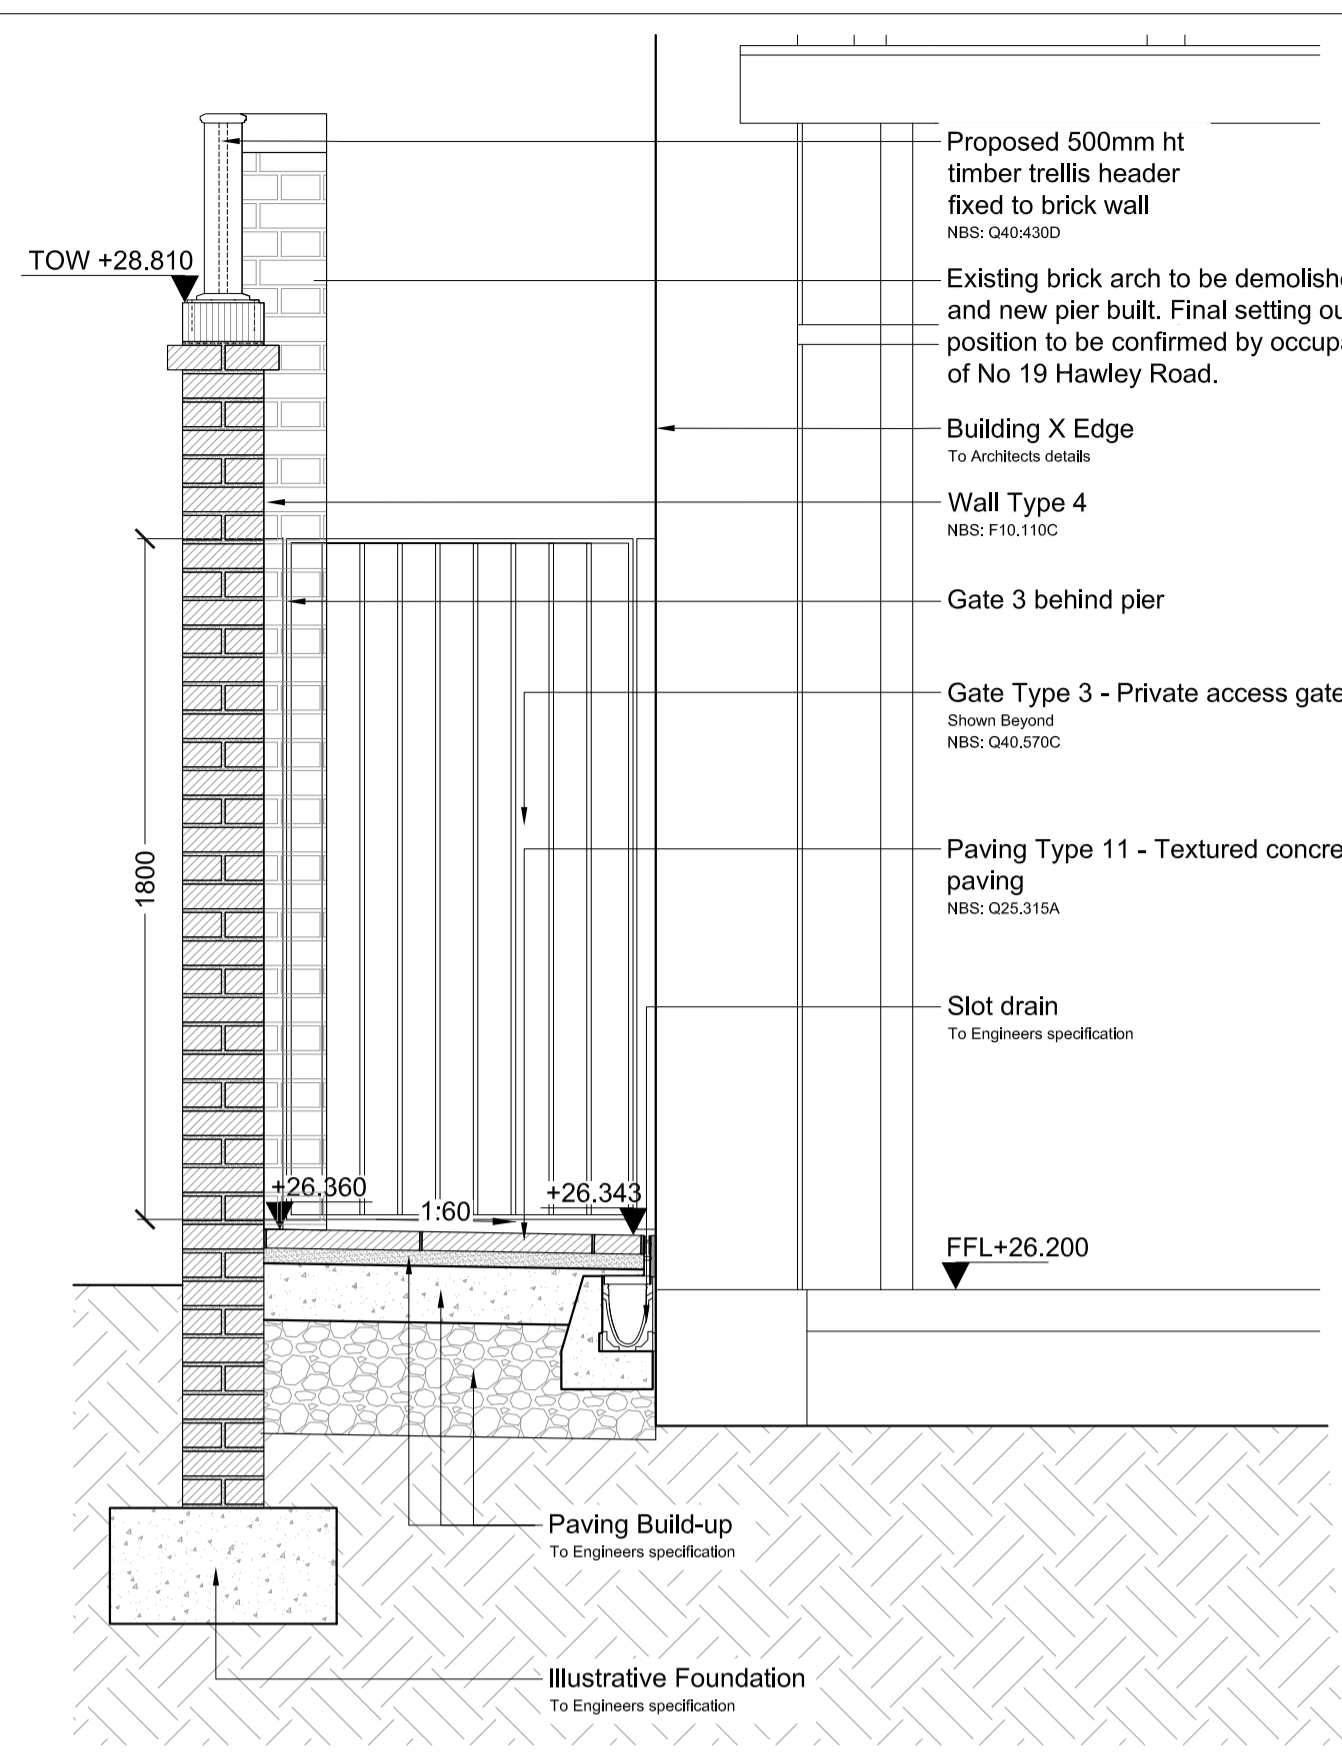 Proposed 500mm ht
timber trellis header
fixed to brick wall
NBS: Q40:430D
TOW +28.810
Existing brick arch to be demolishe
and new pier built. Final setting ou
position to be confirmed by occupa
of No 19 Hawley Road.
Building X Edge
To Architects details
Wall Type 4
NBS: F10.110C
Gate 3 behind pier
Gate Type 3 - Private access gate
Shown Beyond
NBS: Q40.570C
1800
Paving Type 11 - Textured concre
paving
NBS: Q25.315A
Slot drain
To Engineers specification
+26.360
+26.343
1:60
FFL+26.200
Paving Build-up
To Engineers specification
Illustrative Foundation
To Engineers specification